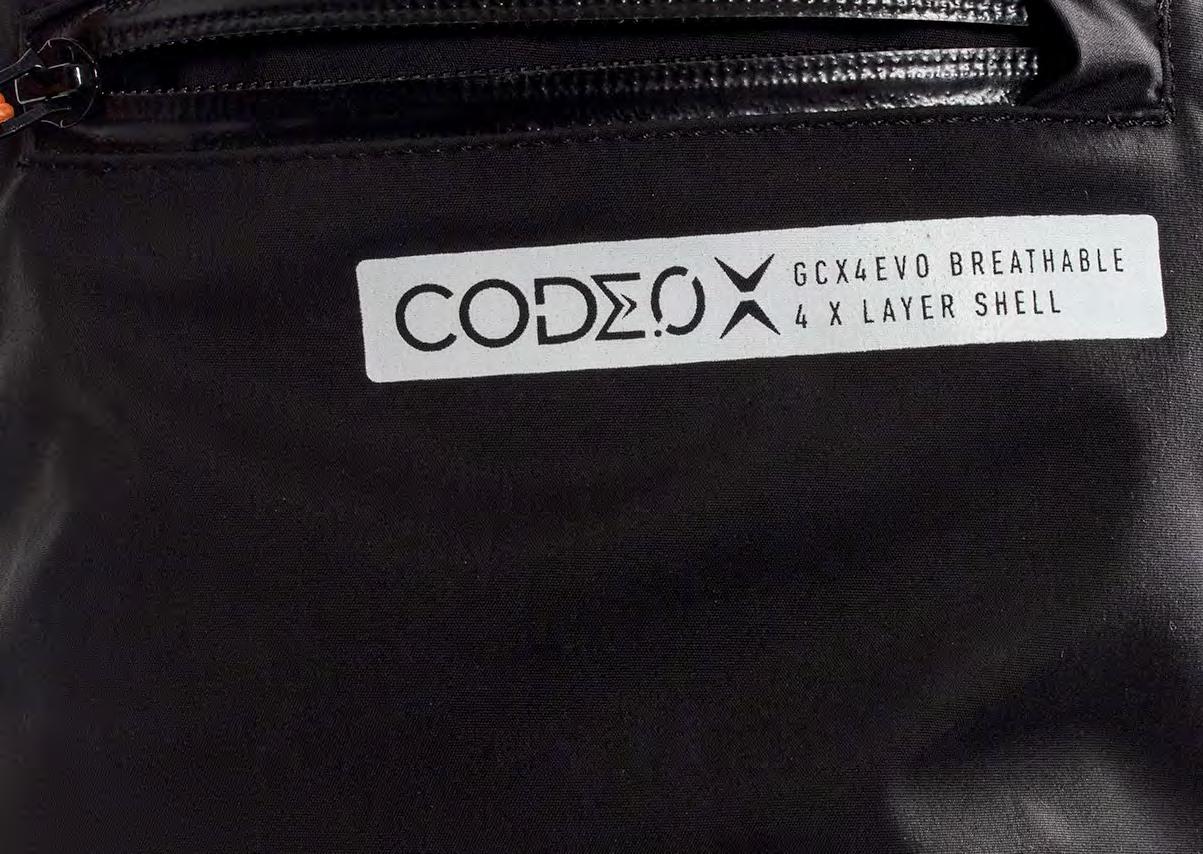 CODE.0 X
GCX4EVO BREATHABLE
4 X LAYER SHELL